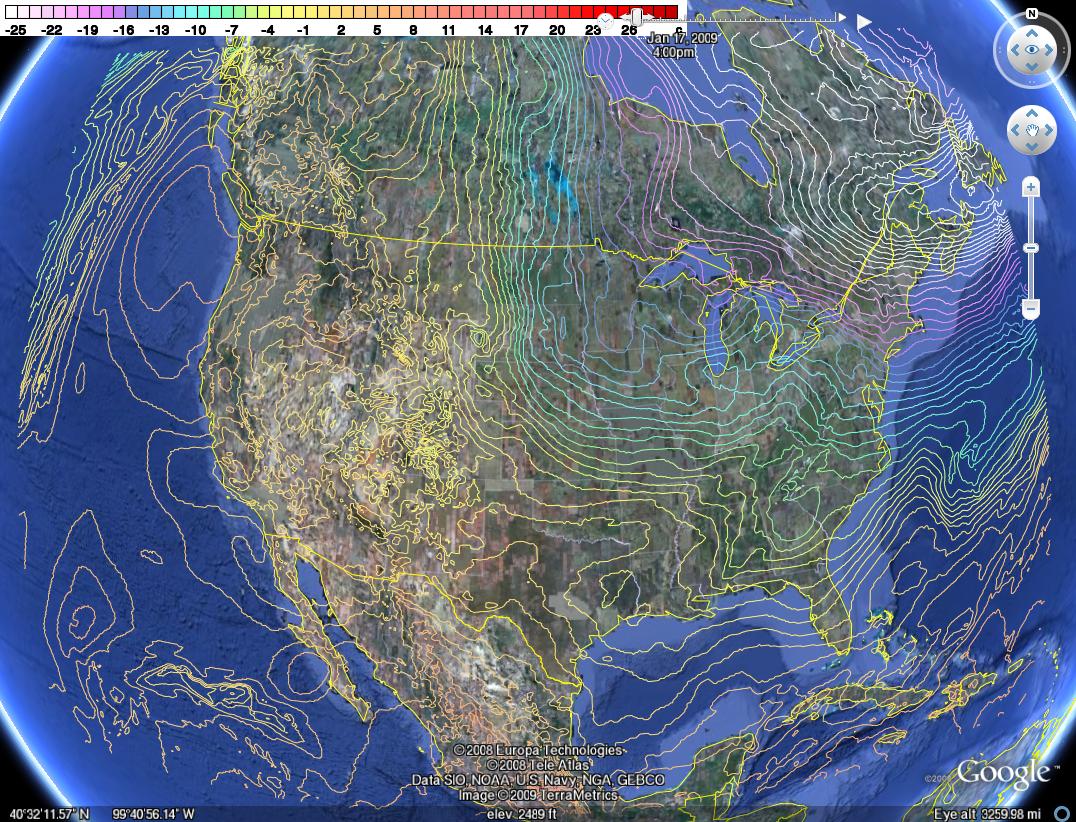 -25 -22 -19 -16 -13 -10 -7 -4 -1 2 5 8 11 14 17 20 23 26 c
N
Jan 17, 2009
4:00pm
©2008 Europa Technologies
©2008 Tele Atlas
Data SIO, NOAA, U.S. Navy, NGA, GEBCO
Image ©2009 TerraMetrics
©2008 Google™
40°32'11.57" N 99°40'56.14" W elev 2489 ft Eye alt 3259.98 mi